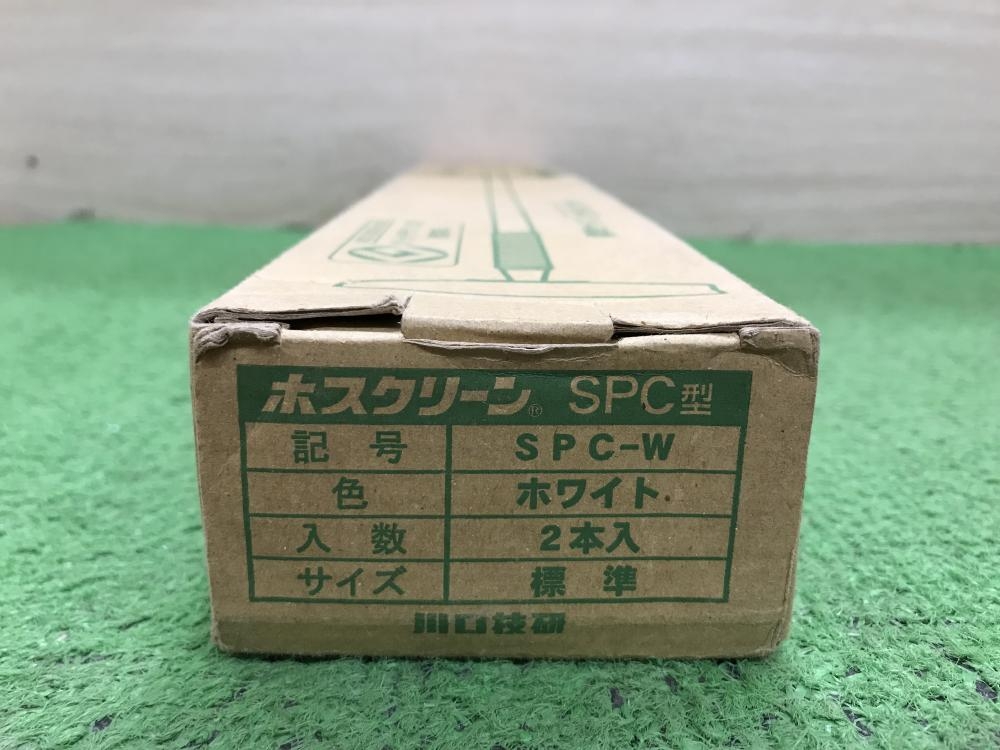 ホスクリーン® SPC型
記号 SPC-W
色 ホワイト
入数 2本入
サイズ 標準
川口技研